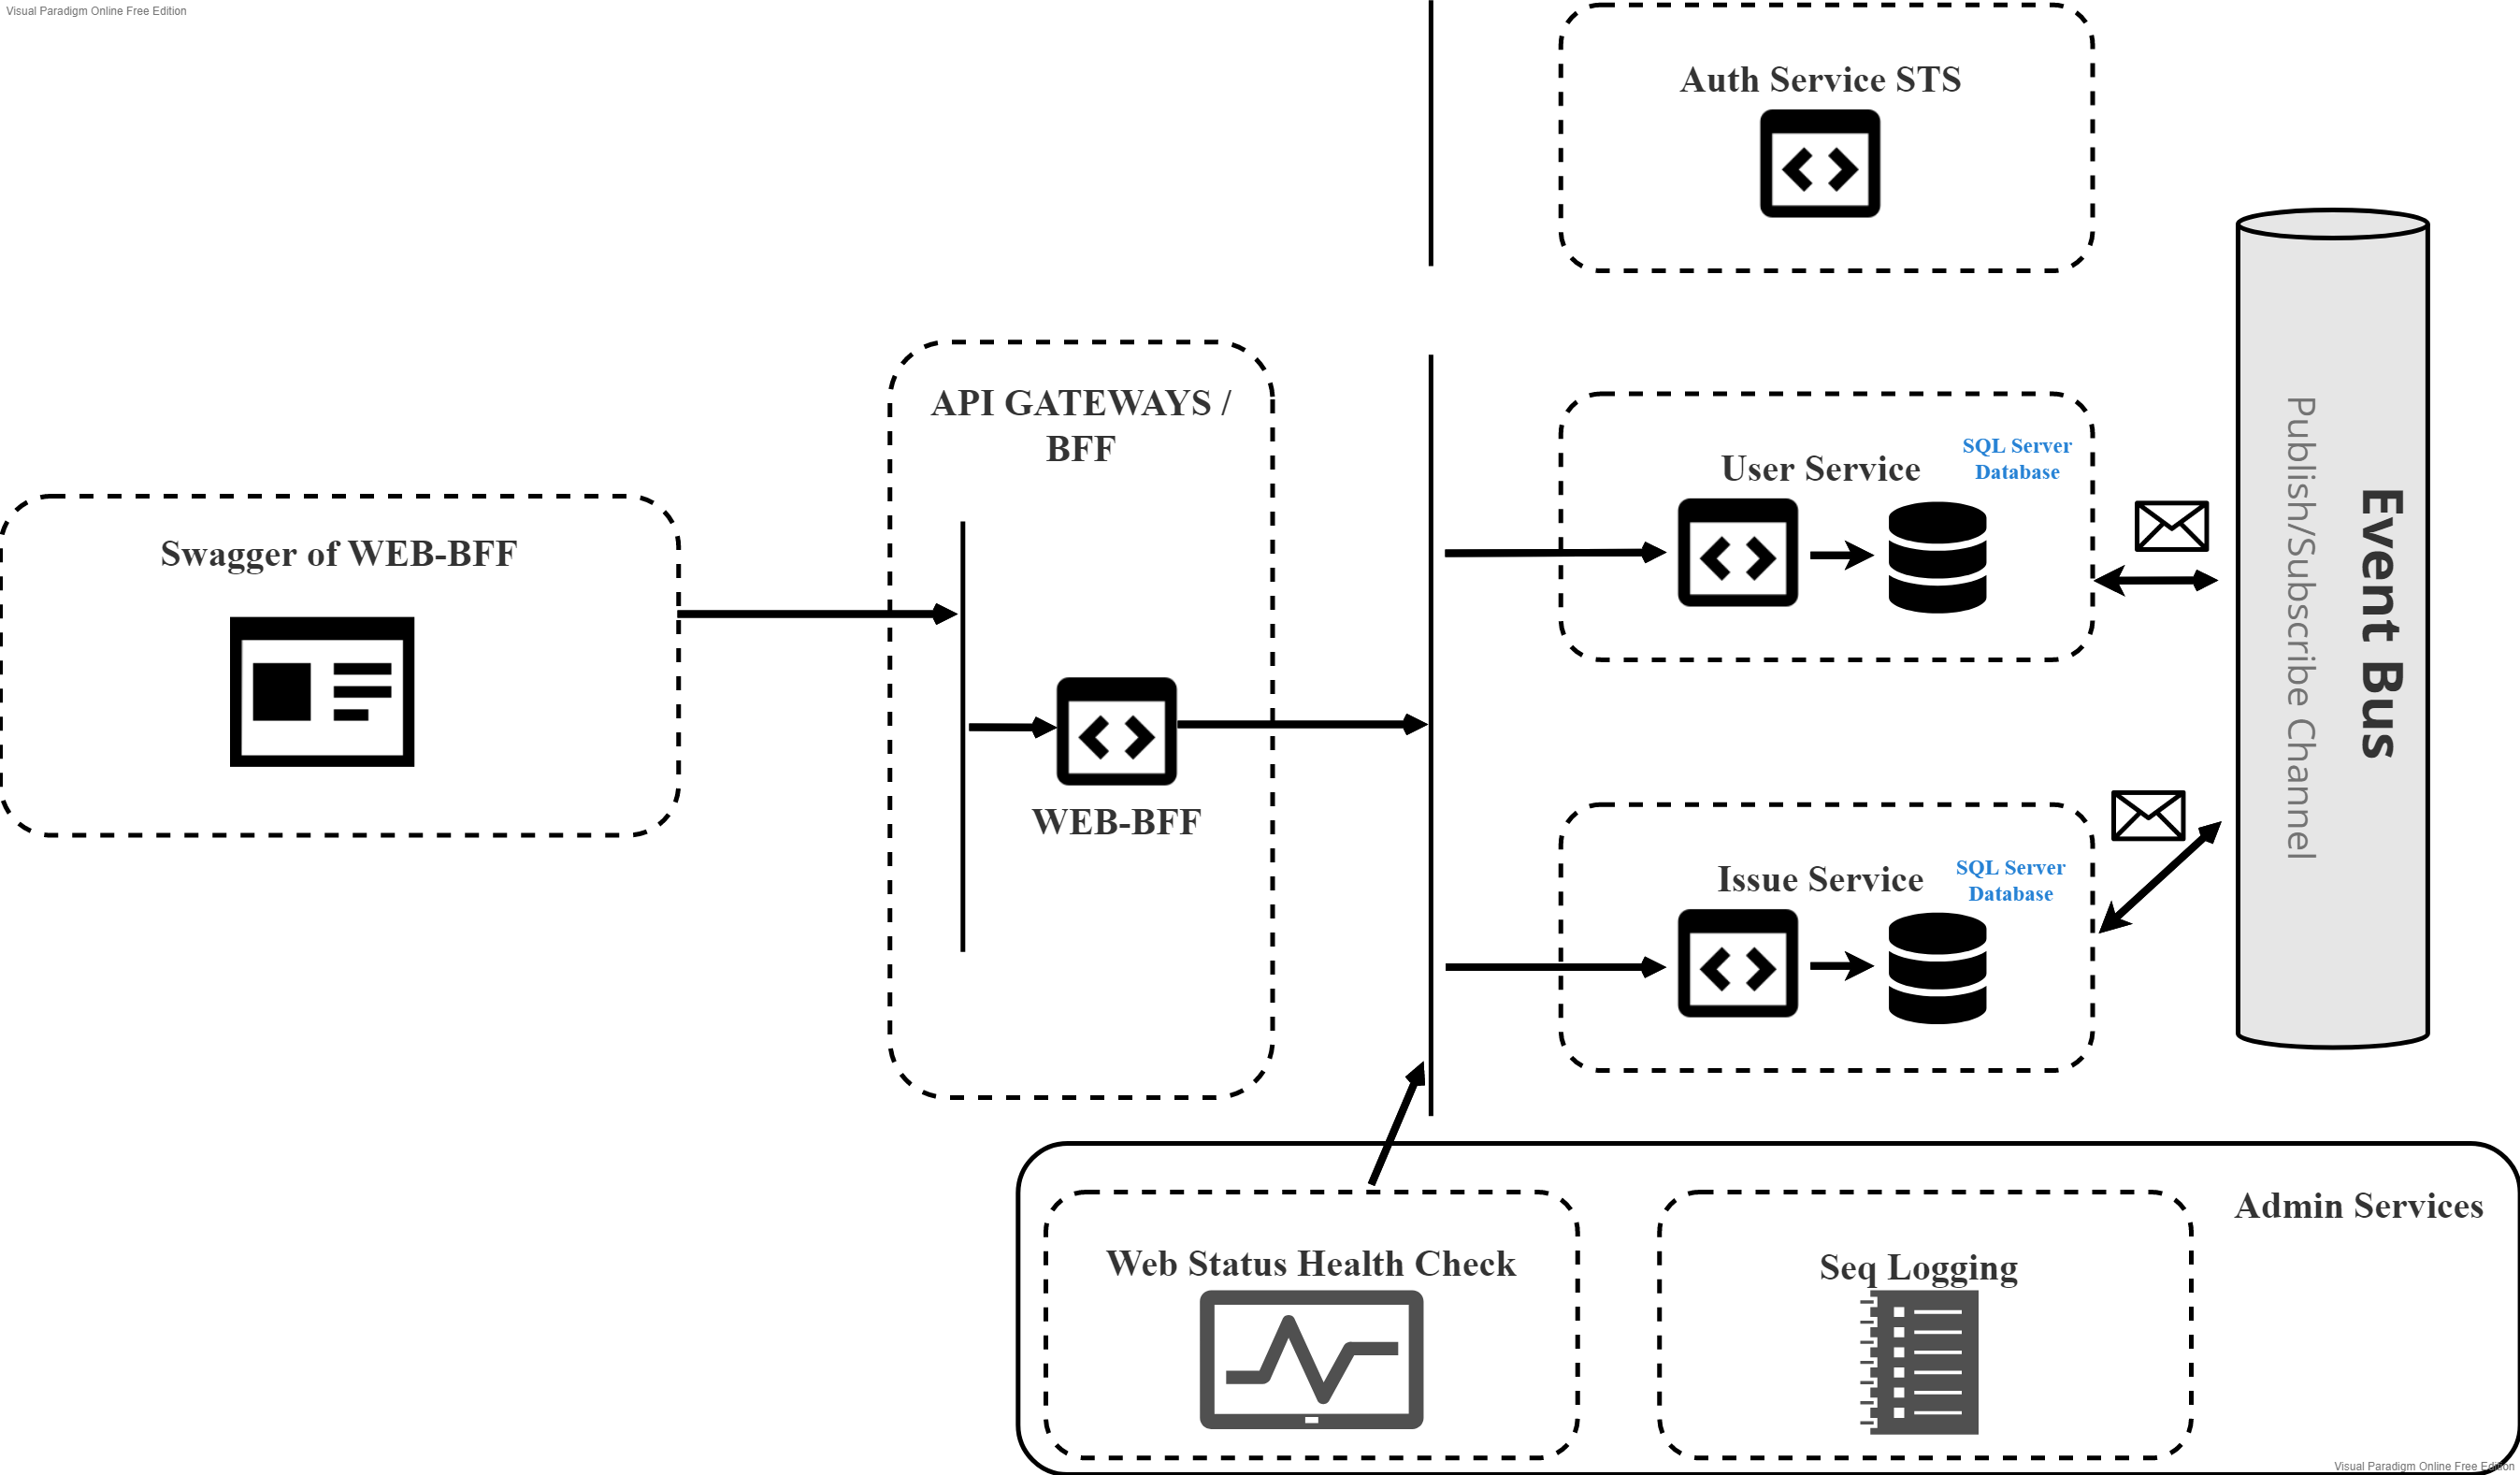 Visual Paradigm Online Free Edition
Auth Service STS
API GATEWAYS /
BFF
User Service
SQL Server
Database
Swagger of WEB-BFF
Event Bus
Publish/Subscribe Channel
WEB-BFF
Issue Service
SQL Server
Database
Admin Services
Web Status Health Check
Seq Logging
Visual Paradigm Online Free Edition